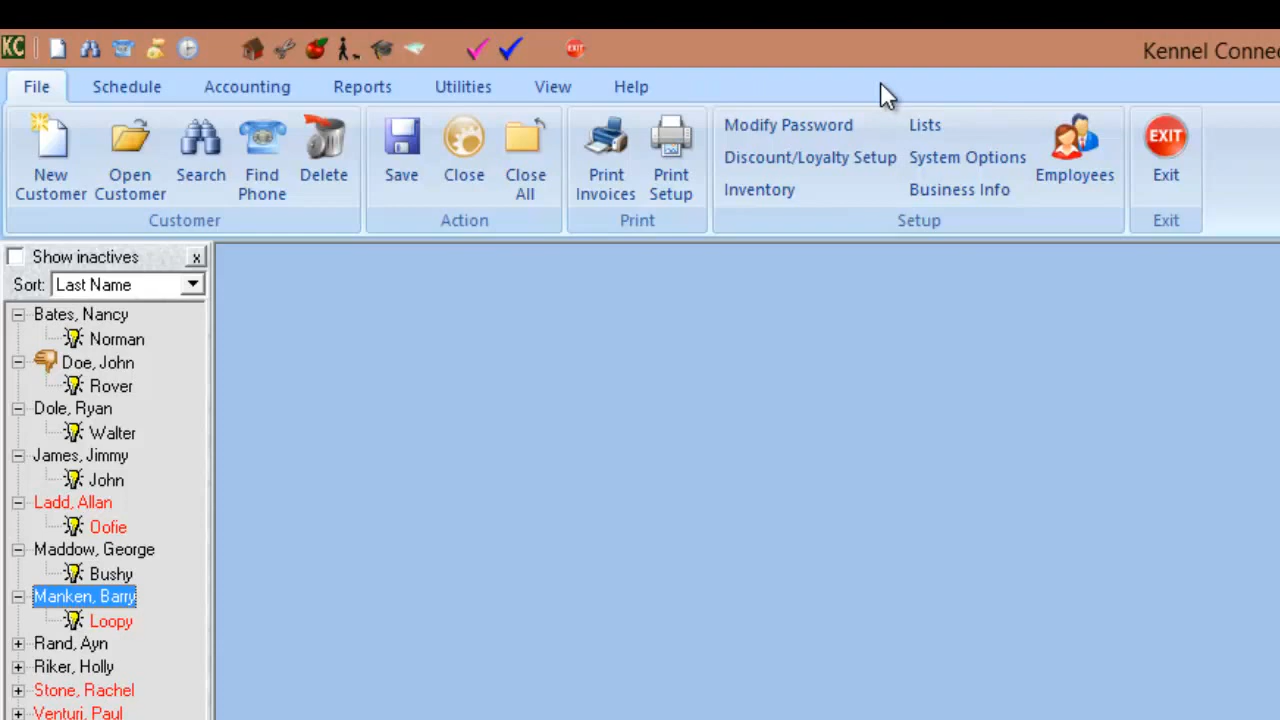 KC
EXIT
Kennel Connec
File Schedule Accounting Reports Utilities View Help
New Customer
Open Customer
Search
Find Phone
Delete
Customer
Save
Close
Close All
Action
Print Invoices
Print Setup
Print
Modify Password
Discount/Loyalty Setup
Inventory
Lists
System Options
Business Info
Employees
Setup
EXIT
Exit
Exit
Show inactives x
Sort: Last Name
Bates, Nancy
Norman
Doe, John
Rover
Dole, Ryan
Walter
James, Jimmy
John
Ladd, Allan
Oofie
Maddow, George
Bushy
Manken, Barry
Loopy
Rand, Ayn
Riker, Holly
Stone, Rachel
Venturi, Paul